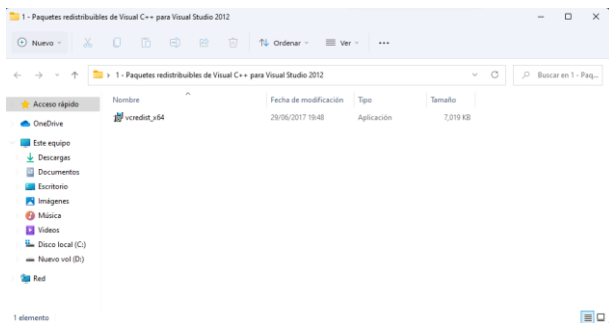 1 - Paquetes redistribuibles de Visual C++ para Visual Studio 2012
Nuevo
Ordenar
Ver
1 - Paquetes redistribuibles de Visual C++ para Visual Studio 2012
Buscar en 1 - Paq...
Acceso rápido
OneDrive
Este equipo
Descargas
Documentos
Escritorio
Imágenes
Música
Videos
Disco local (C:)
Nuevo vol (D:)
Red
Nombre Fecha de modificación Tipo Tamaño
vcredist_x64 29/06/2017 19:48 Aplicación 7,019 KB
1 elemento